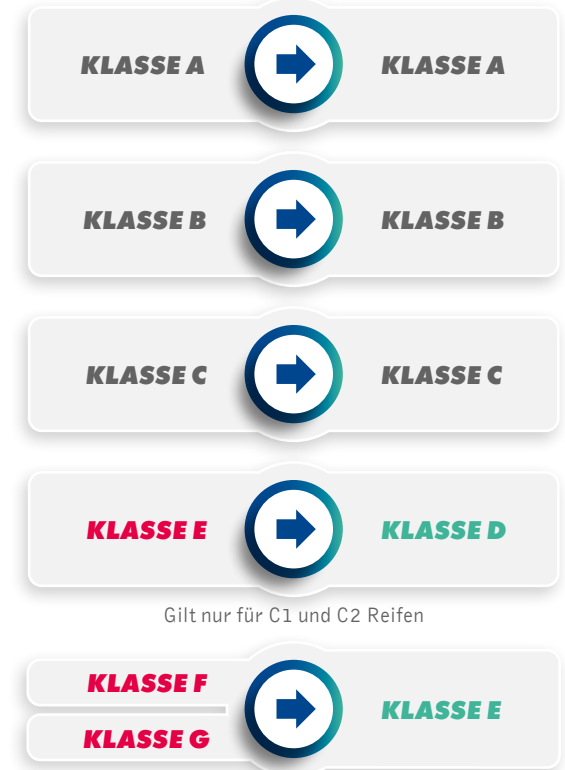 KLASSE A KLASSE A
KLASSE B KLASSE B
KLASSE C KLASSE C
KLASSE E KLASSE D
Gilt nur für C1 und C2 Reifen
KLASSE F
KLASSE G
KLASSE E